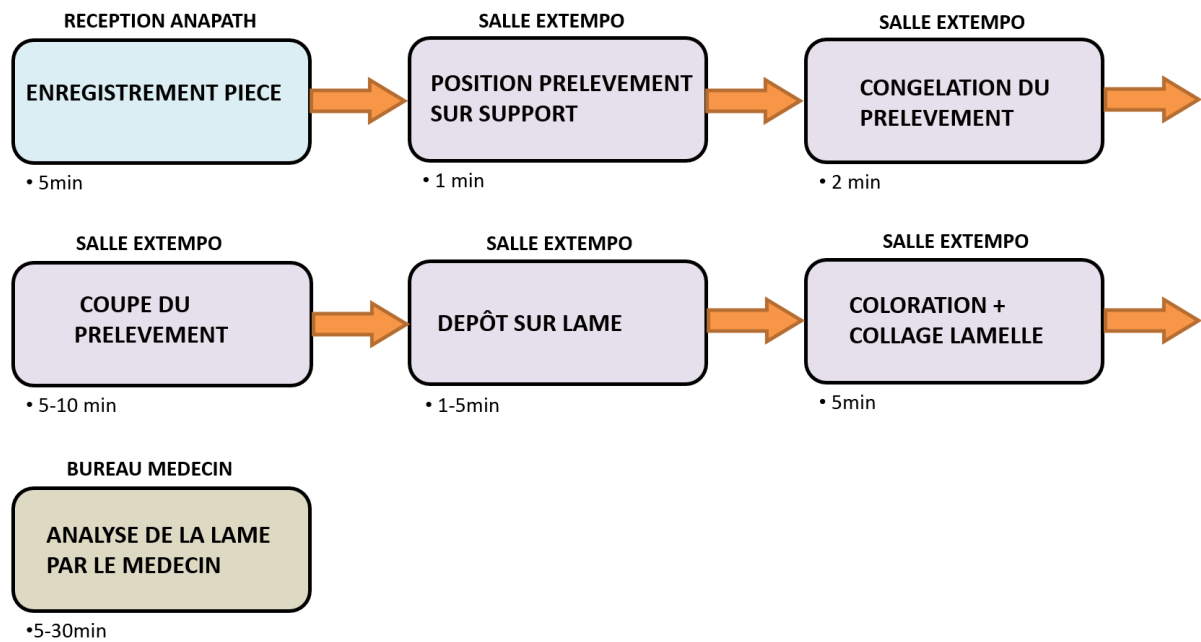 RECEPTION ANAPATH
ENREGISTREMENT PIECE
• 5min
SALLE EXTEMPO
POSITION PRELEVEMENT
SUR SUPPORT
• 1 min
SALLE EXTEMPO
CONGELATION DU
PRELEVEMENT
• 2 min
SALLE EXTEMPO
COUPE DU
PRELEVEMENT
• 5-10 min
SALLE EXTEMPO
DEPÔT SUR LAME
• 1-5min
SALLE EXTEMPO
COLORATION +
COLLAGE LAMELLE
• 5min
BUREAU MEDECIN
ANALYSE DE LA LAME
PAR LE MEDECIN
•5-30min